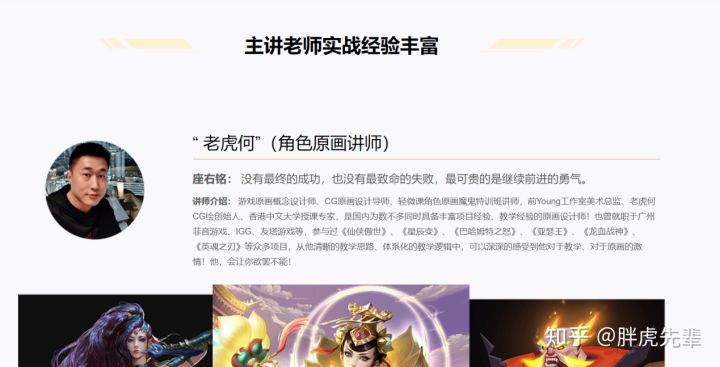 主讲老师实战经验丰富
“ 老虎何”（角色原画讲师）
座右铭： 没有最终的成功，也没有最致命的失败，最可贵的是继续前进的勇气。
讲师介绍： 游戏原画概念设计师、CG原画设计导师、轻微课角色原画魔鬼特训班讲师，前Young工作室美术总监、老虎何
CG绘创始人、香港中文大学授课专家，是国内为数不多同时具备丰富项目经验、教学经验的原画设计师！也曾就职于广州
菲音游戏、IGG、友塔游戏等，参与过《仙侠傲世》、《星辰变》、《巴哈姆特之怒》、《亚瑟王》、《龙血战神》、
《英魂之刃》等众多项目，从他清晰的教学思路、体系化的教学逻辑中，可以深深的感受到他对于教学、对于原画的激
情！他，会让你欲罢不能！
知乎 @胖虎先辈